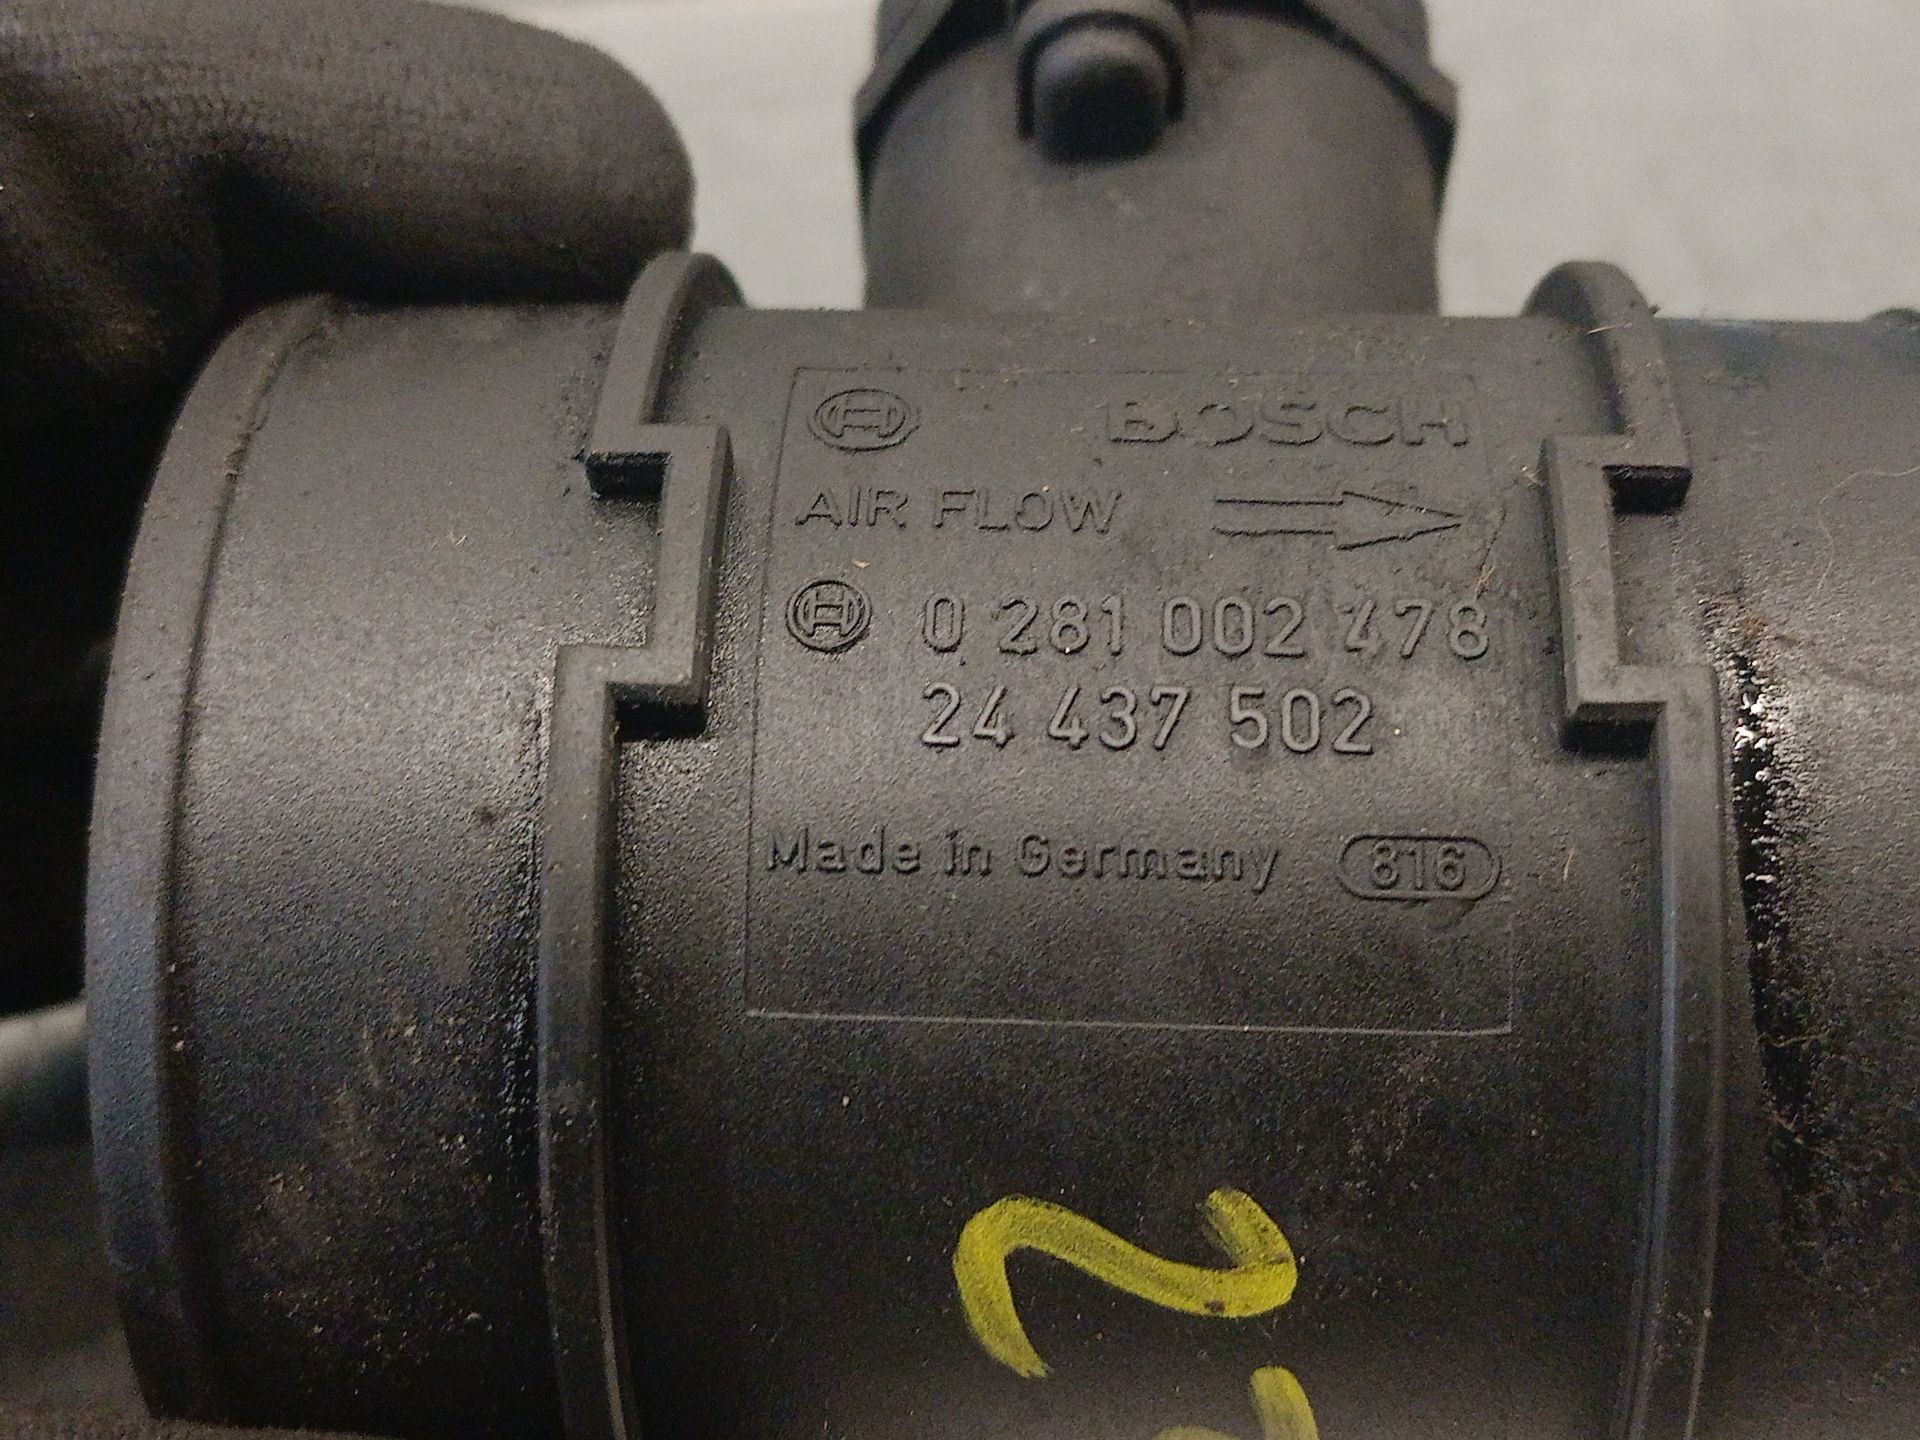 BOSCH
AIR FLOW
0 281 002 478
24 437 502
Made in Germany 816